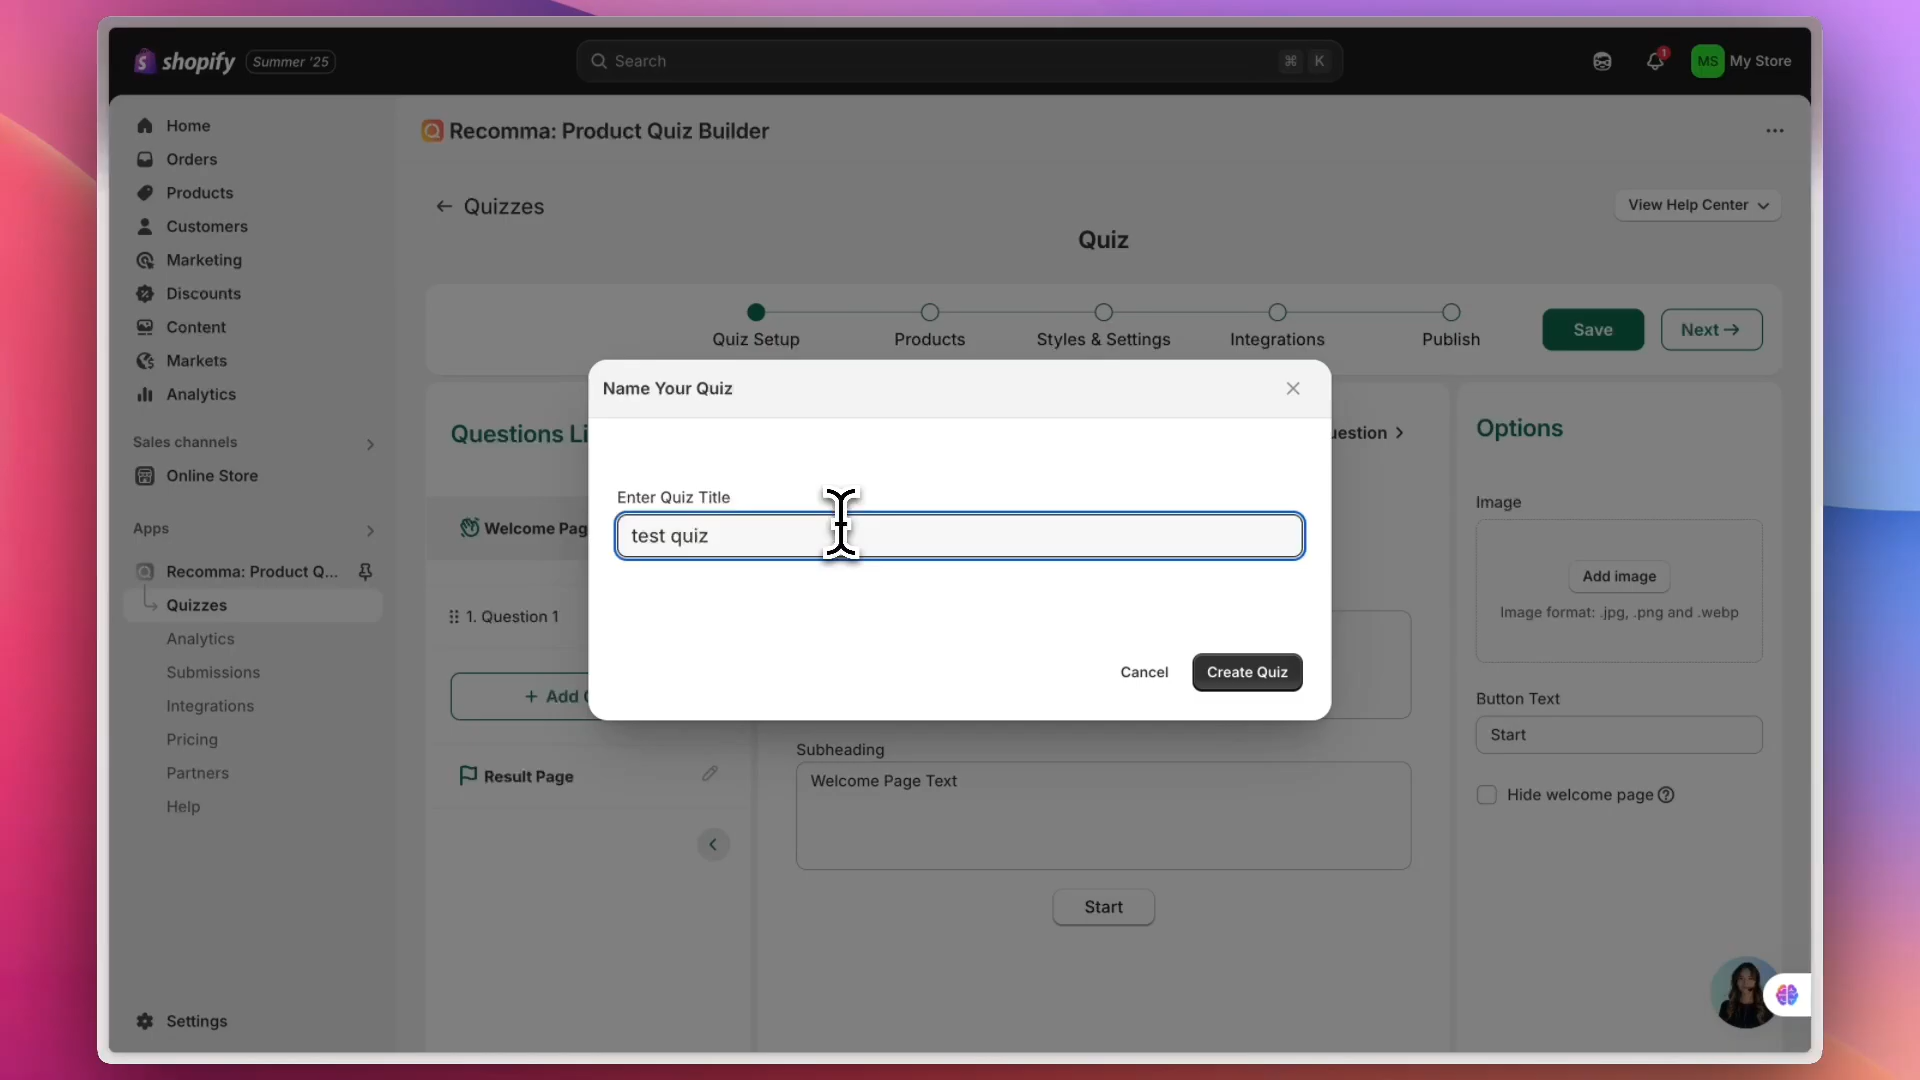 shopify
Summer '25
Search
⌘ K
1
MS
My Store
Home
Orders
Products
Customers
Marketing
Discounts
Content
Markets
Analytics
Sales channels
Online Store
Apps
Recomma: Product Q...
Quizzes
Analytics
Submissions
Integrations
Pricing
Partners
Help
Settings
Recomma: Product Quiz Builder
Quizzes
View Help Center
Quiz
Quiz Setup
Products
Styles & Settings
Integrations
Publish
Save
Next →
Questions Li
Welcome Pag
1. Question 1
+ Add
Result Page
Name Your Quiz
Enter Quiz Title
test quiz
Cancel
Create Quiz
uestion
Subheading
Welcome Page Text
Start
Options
Image
Add image
Image format: .jpg, .png and .webp
Button Text
Start
Hide welcome page